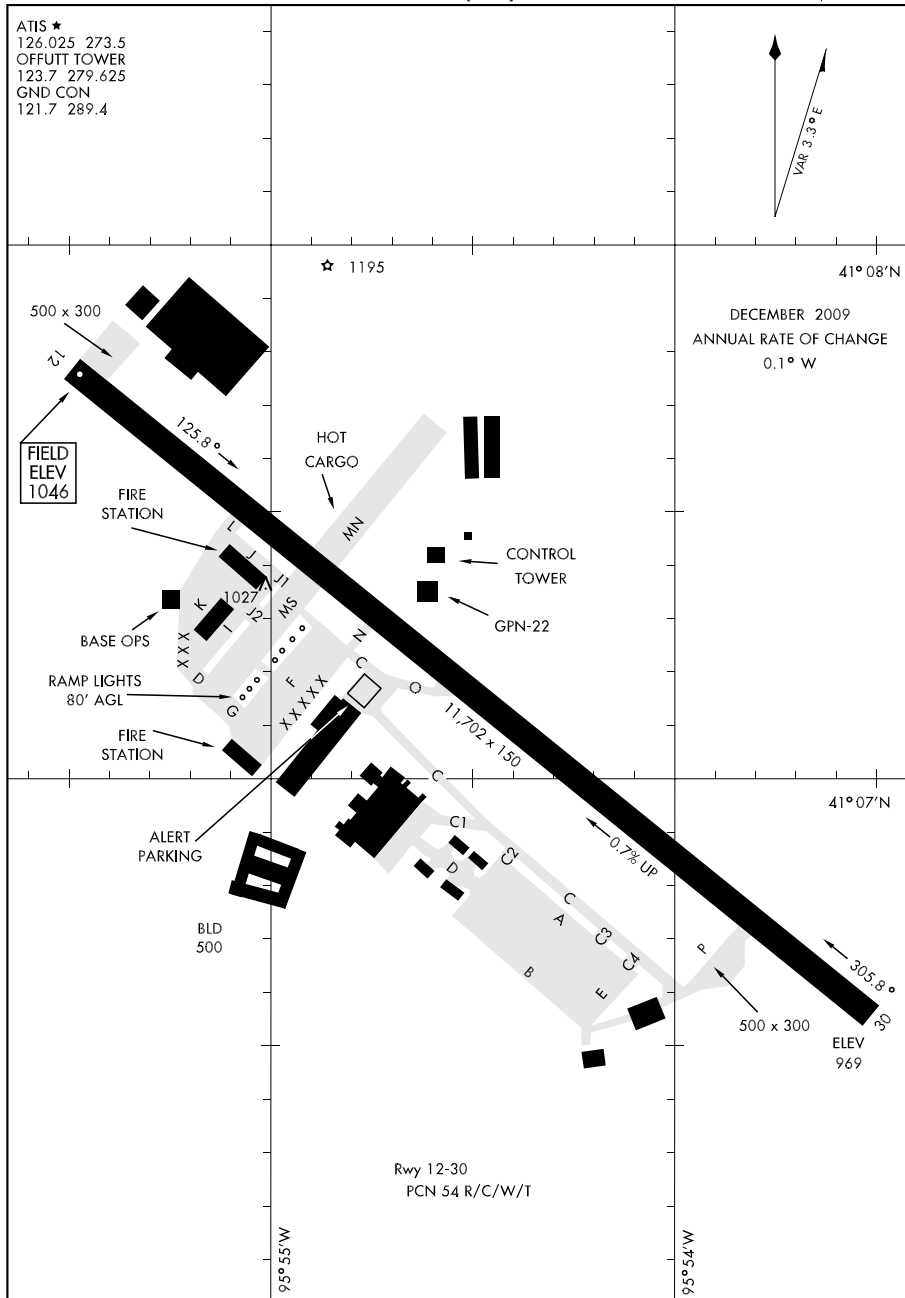 ATIS ★
126.025 273.5
OFFUTT TOWER
123.7 279.625
GND CON
121.7 289.4
VAR 3.3° E
1195
41° 08'N
500 x 300
DECEMBER 2009
ANNUAL RATE OF CHANGE
0.1° W
12
125.8°
FIELD
ELEV
1046
HOT
CARGO
FIRE
STATION
L
J
MN
CONTROL
TOWER
J1
1027
J2
MS
K
I
GPN-22
BASE OPS
N
XXX
C
D
F
RAMP LIGHTS
80' AGL
O
G
XXXXX
11,702 x 150
FIRE
STATION
C
41° 07'N
ALERT
PARKING
C1
C2
D
0.7% UP
BLD
500
C
A
C3
C4
P
B
E
305.8°
500 x 300
30
ELEV
969
Rwy 12-30
PCN 54 R/C/W/T
95° 55'W
95° 54'W